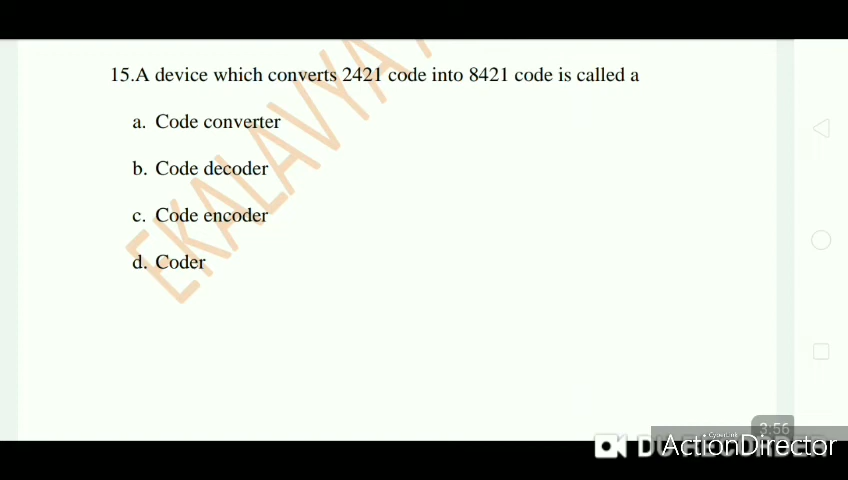 15.A device which converts 2421 code into 8421 code is called a
a. Code converter
b. Code decoder
c. Code encoder
d. Coder
EKALAVYA
3:56
CyberLink
ActionDirector